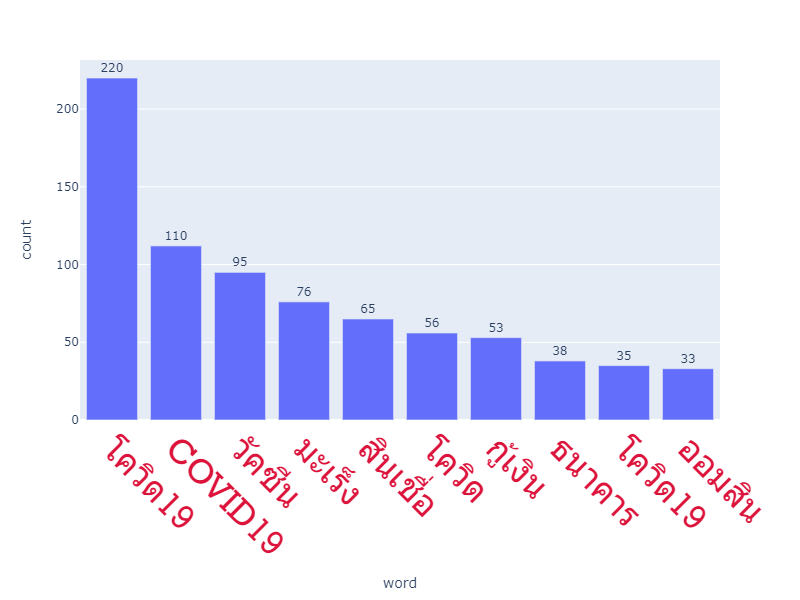 220
110
95
76
65
56
53
38
35
33
200
150
100
50
0
count
โควิด19
COVID19
วัคซีน
มะเร็ง
สินเชื่อ
โควิด
กู้เงิน
ธนาคาร
โควิด19
ออมสิน
word